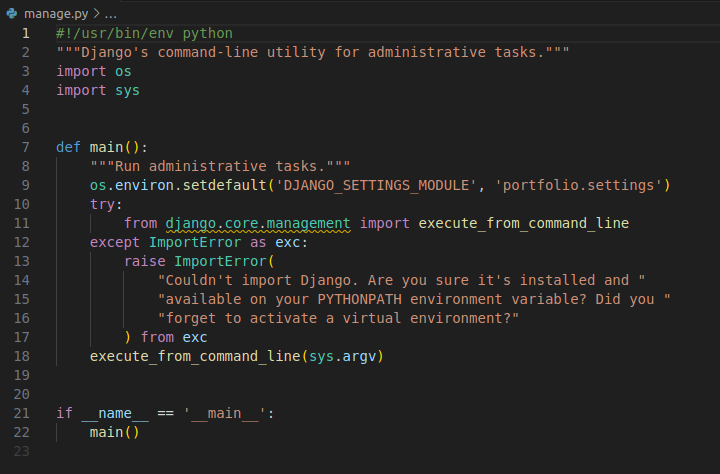 manage.py > ...
1 #!/usr/bin/env python
2 """Django's command-line utility for administrative tasks."""
3 import os
4 import sys
5
6
7 def main():
8     """Run administrative tasks."""
9     os.environ.setdefault('DJANGO_SETTINGS_MODULE', 'portfolio.settings')
10     try:
11         from django.core.management import execute_from_command_line
12     except ImportError as exc:
13         raise ImportError(
14             "Couldn't import Django. Are you sure it's installed and "
15             "available on your PYTHONPATH environment variable? Did you "
16             "forget to activate a virtual environment?"
17         ) from exc
18     execute_from_command_line(sys.argv)
19
20
21 if __name__ == '__main__':
22     main()
23